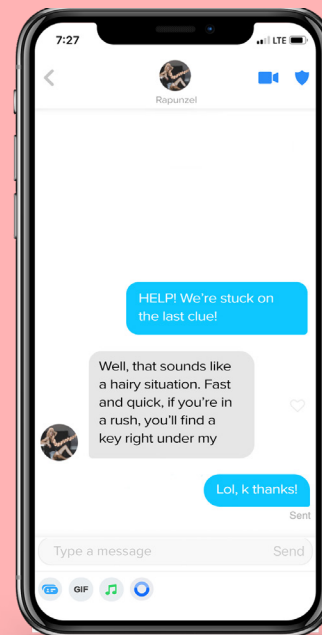 7:27
LTE
Rapunzel
HELP! We're stuck on
the last clue!
Well, that sounds like
a hairy situation. Fast
and quick, if you're in
a rush, you'll find a
key right under my
Lol, k thanks!
Sent
Type a message
Send
GIF